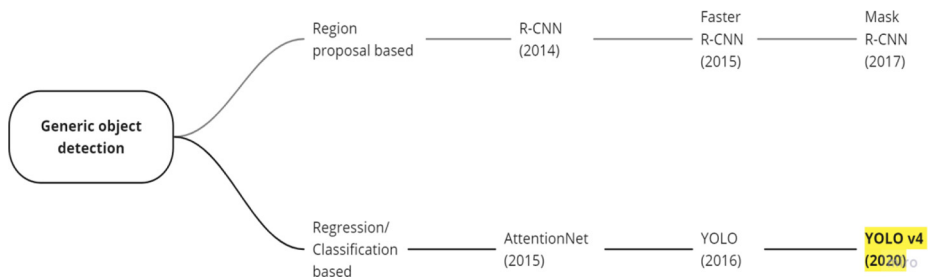 Generic object
detection
Region
proposal based
R-CNN
(2014)
Faster
R-CNN
(2015)
Mask
R-CNN
(2017)
Regression/
Classification
based
AttentionNet
(2015)
YOLO
(2016)
YOLO v4
(2020)